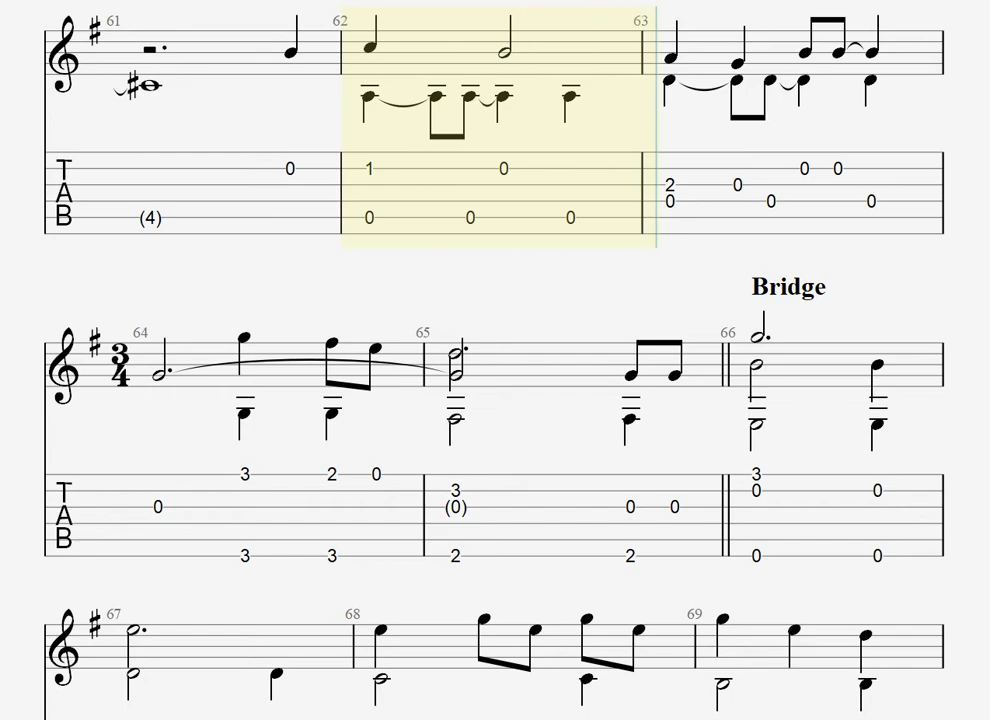 61 62 63
T 0 1 0 2 0 0 0
A 0 0
B (4) 0 0 0
Bridge
64 65 66
3
4
3 2 0 3
T 3 0 0
A 0 (0) 0 0
B
3 3 2 2 0 0
67 68 69